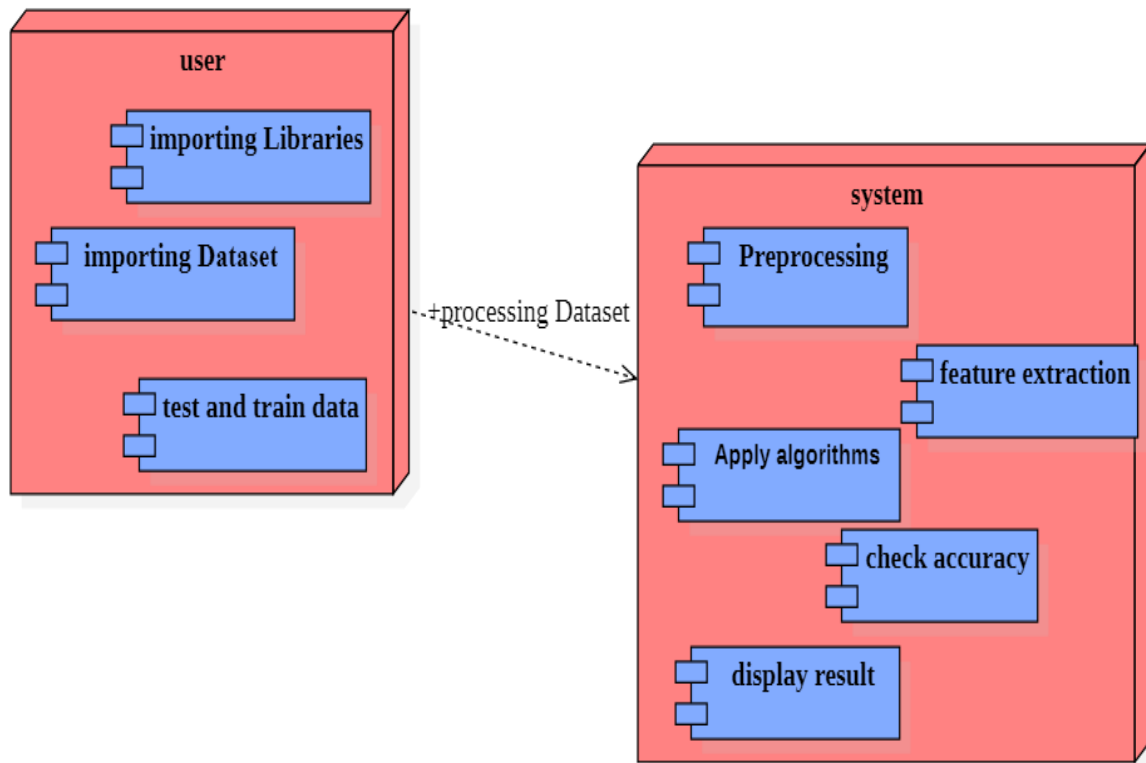 user
importing Libraries
importing Dataset
test and train data
+processing Dataset
system
Preprocessing
feature extraction
Apply algorithms
check accuracy
display result